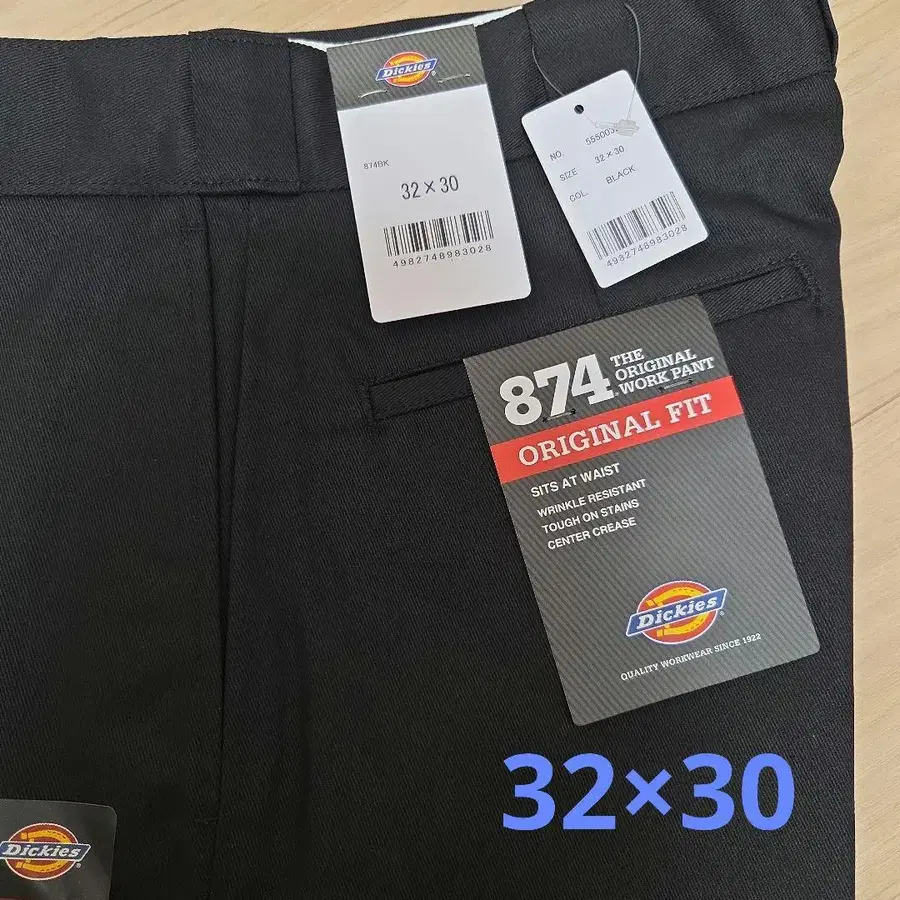 Dickies
874BK
32×30
4982748983028
NO. 55500
SIZE 32×30
COL. BLACK
4982748983028
874 THE
ORIGINAL
WORK PANT
ORIGINAL FIT
SITS AT WAIST
WRINKLE RESISTANT
TOUGH ON STAINS
CENTER CREASE
Dickies
QUALITY WORKWEAR SINCE 1922
32×30
Dickies